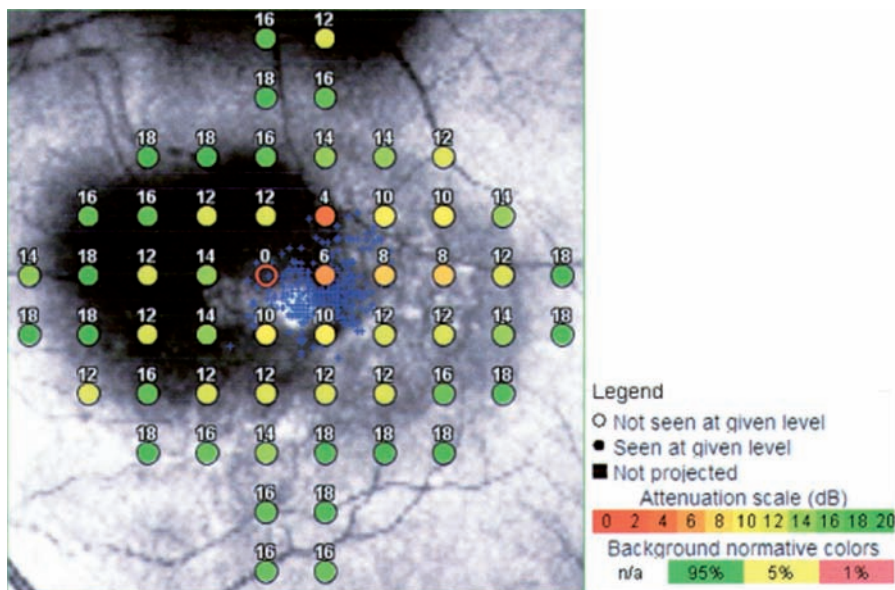 16 12
18 16
18 18 16 14 14 12
16 16 12 12 4 10 10 14
14 18 12 14 0 6 8 8 12 18
18 18 12 14 10 10 12 12 14 18
12 16 12 12 12 12 16 18
18 16 14 18 18 18
16 18
16 16
Legend
Not seen at given level
Seen at given level
Not projected
Attenuation scale (dB)
0 2 4 6 8 10 12 14 16 18 20
Background normative colors
n/a 95% 5% 1%